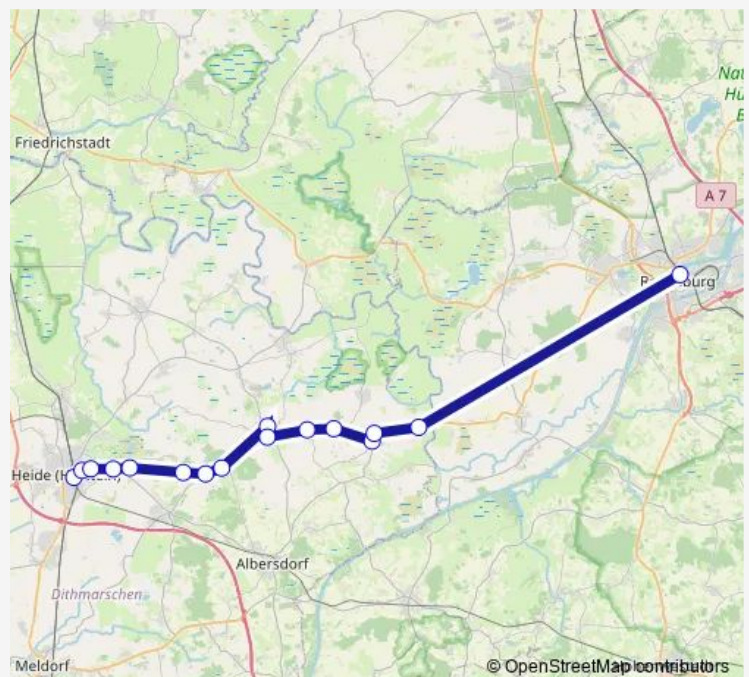 Friedrichstadt
A 7
Heide (H
Albersdorf
Dithmarschen
Meldorf
© OpenStreetMap contributors